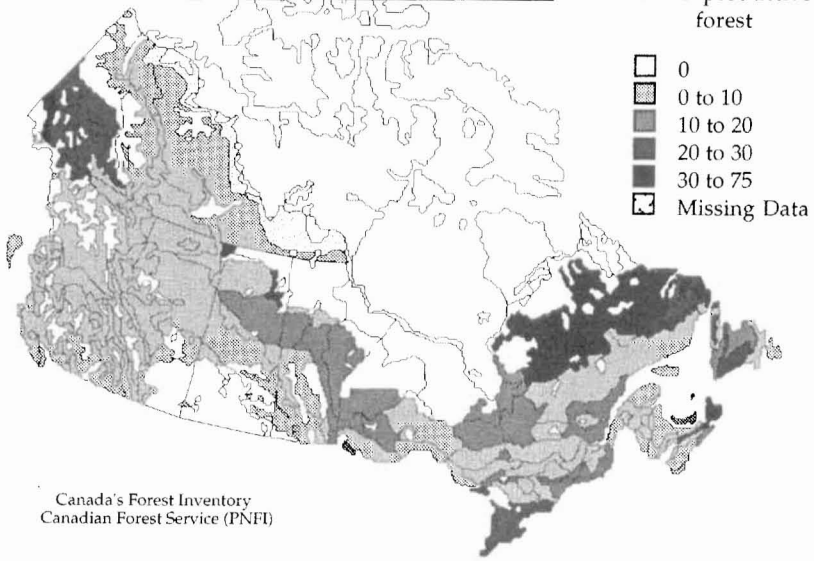 forest
0
0 to 10
10 to 20
20 to 30
30 to 75
Missing Data
Canada's Forest Inventory
Canadian Forest Service (PNFI)